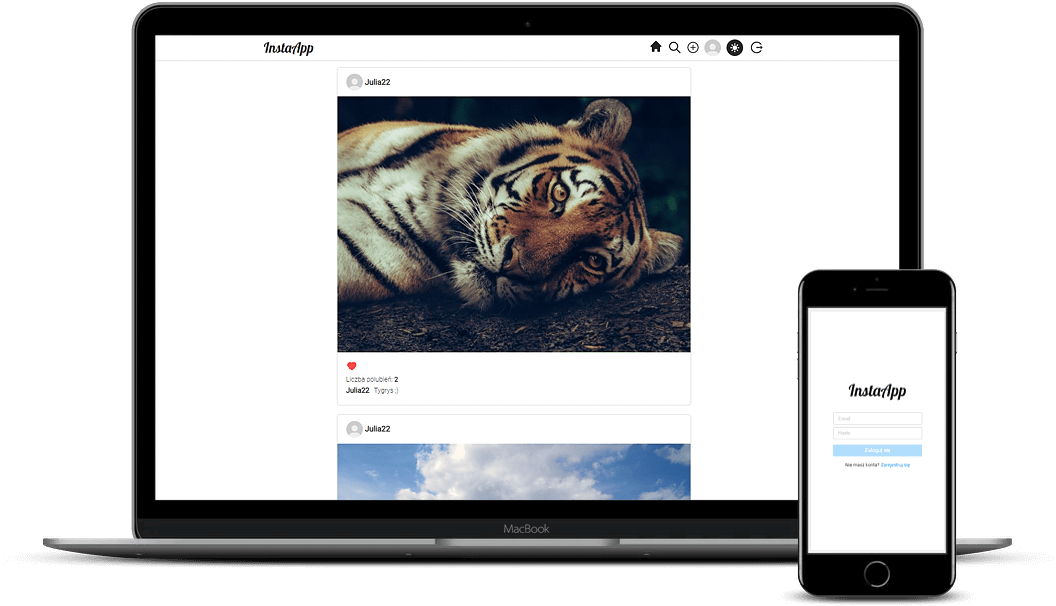 InstaApp
Julia22
Liczba polubień: 2
Julia22 Tygrys ;)
Julia22
MacBook
InstaApp
Email
Hasło
Zaloguj się
Nie masz konta? Zarejestruj się